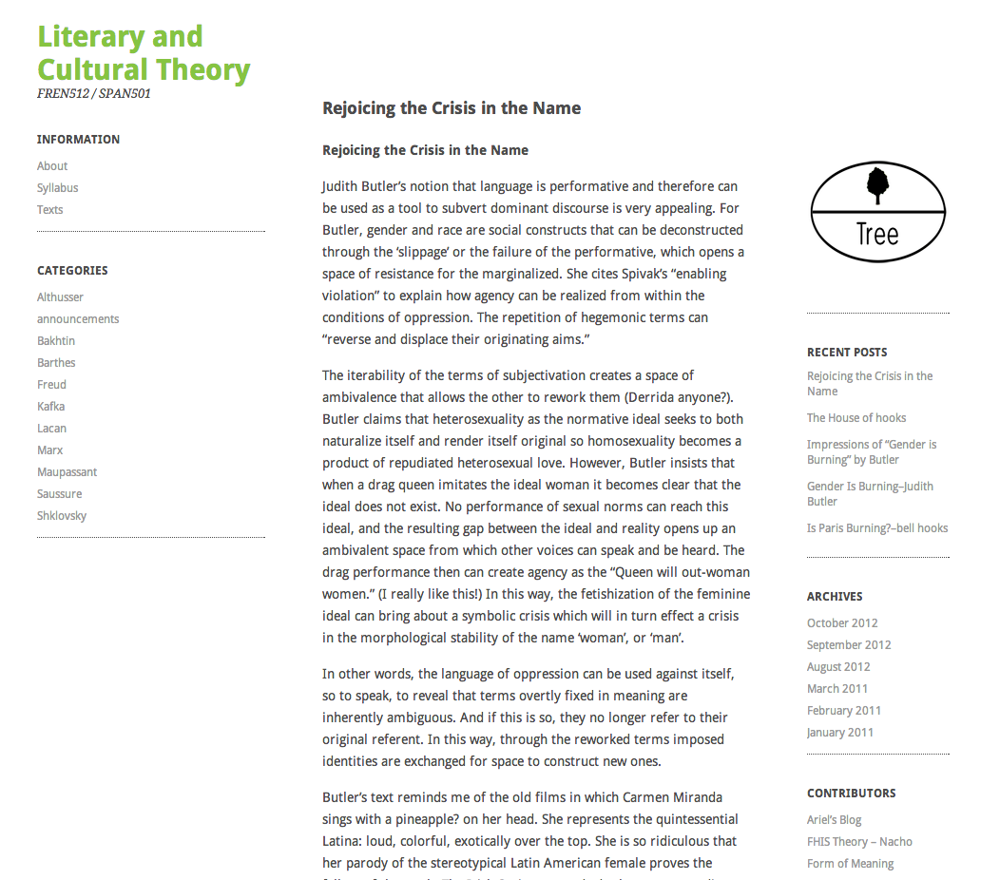 Literary and
Cultural Theory
FREN512 / SPAN501
INFORMATION
About
Syllabus
Texts
CATEGORIES
Althusser
announcements
Bakhtin
Barthes
Freud
Kafka
Lacan
Marx
Maupassant
Saussure
Shklovsky
Rejoicing the Crisis in the Name
Rejoicing the Crisis in the Name
Judith Butler’s notion that language is performative and therefore can
be used as a tool to subvert dominant discourse is very appealing. For
Butler, gender and race are social constructs that can be deconstructed
through the ‘slippage’ or the failure of the performative, which opens a
space of resistance for the marginalized. She cites Spivak’s “enabling
violation” to explain how agency can be realized from within the
conditions of oppression. The repetition of hegemonic terms can
“reverse and displace their originating aims.”
The iterability of the terms of subjectivation creates a space of
ambivalence that allows the other to rework them (Derrida anyone?).
Butler claims that heterosexuality as the normative ideal seeks to both
naturalize itself and render itself original so homosexuality becomes a
product of repudiated heterosexual love. However, Butler insists that
when a drag queen imitates the ideal woman it becomes clear that the
ideal does not exist. No performance of sexual norms can reach this
ideal, and the resulting gap between the ideal and reality opens up an
ambivalent space from which other voices can speak and be heard. The
drag performance then can create agency as the “Queen will out-woman
women.” (I really like this!) In this way, the fetishization of the feminine
ideal can bring about a symbolic crisis which will in turn effect a crisis
in the morphological stability of the name ‘woman’, or ‘man’.
In other words, the language of oppression can be used against itself,
so to speak, to reveal that terms overtly fixed in meaning are
inherently ambiguous. And if this is so, they no longer refer to their
original referent. In this way, through the reworked terms imposed
identities are exchanged for space to construct new ones.
Butler’s text reminds me of the old films in which Carmen Miranda
sings with a pineapple? on her head. She represents the quintessential
Latina: loud, colorful, exotically over the top. She is so ridiculous that
her parody of the stereotypical Latin American female proves the
Tree
RECENT POSTS
Rejoicing the Crisis in the
Name
The House of hooks
Impressions of “Gender is
Burning” by Butler
Gender Is Burning–Judith
Butler
Is Paris Burning?–bell hooks
ARCHIVES
October 2012
September 2012
August 2012
March 2011
February 2011
January 2011
CONTRIBUTORS
Ariel’s Blog
FHIS Theory – Nacho
Form of Meaning